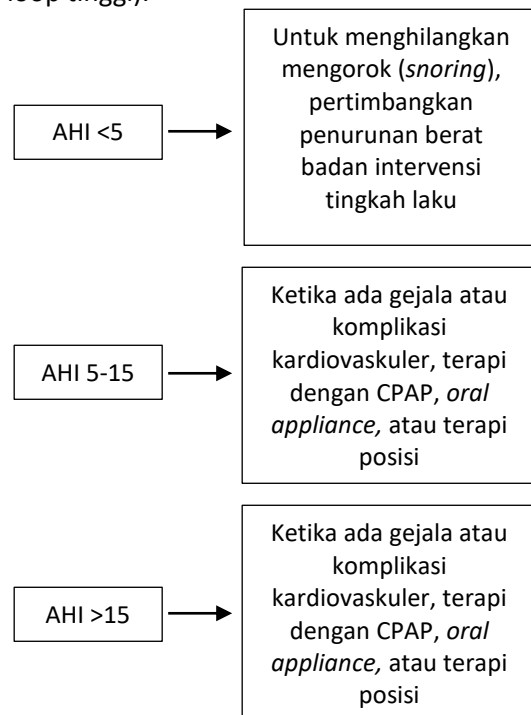 loop tinggi).
Untuk menghilangkan
mengorok (snoring),
pertimbangkan
penurunan berat
badan intervensi
tingkah laku
AHI <5
Ketika ada gejala atau
komplikasi
kardiovaskuler, terapi
dengan CPAP, oral
appliance, atau terapi
posisi
AHI 5-15
Ketika ada gejala atau
komplikasi
kardiovaskuler, terapi
dengan CPAP, oral
appliance, atau terapi
posisi
AHI >15